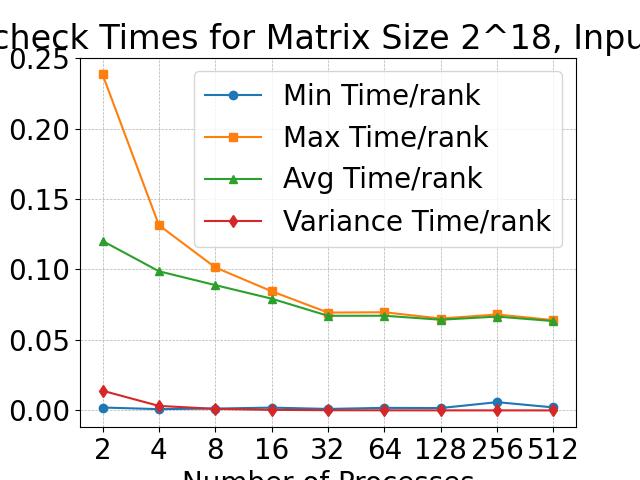 check Times for Matrix Size 2^18, Inpu
0.25
0.20
0.15
0.10
0.05
0.00
Min Time/rank
Max Time/rank
Avg Time/rank
Variance Time/rank
2 4 8 16 32 64 128 256 512
Number of Processes